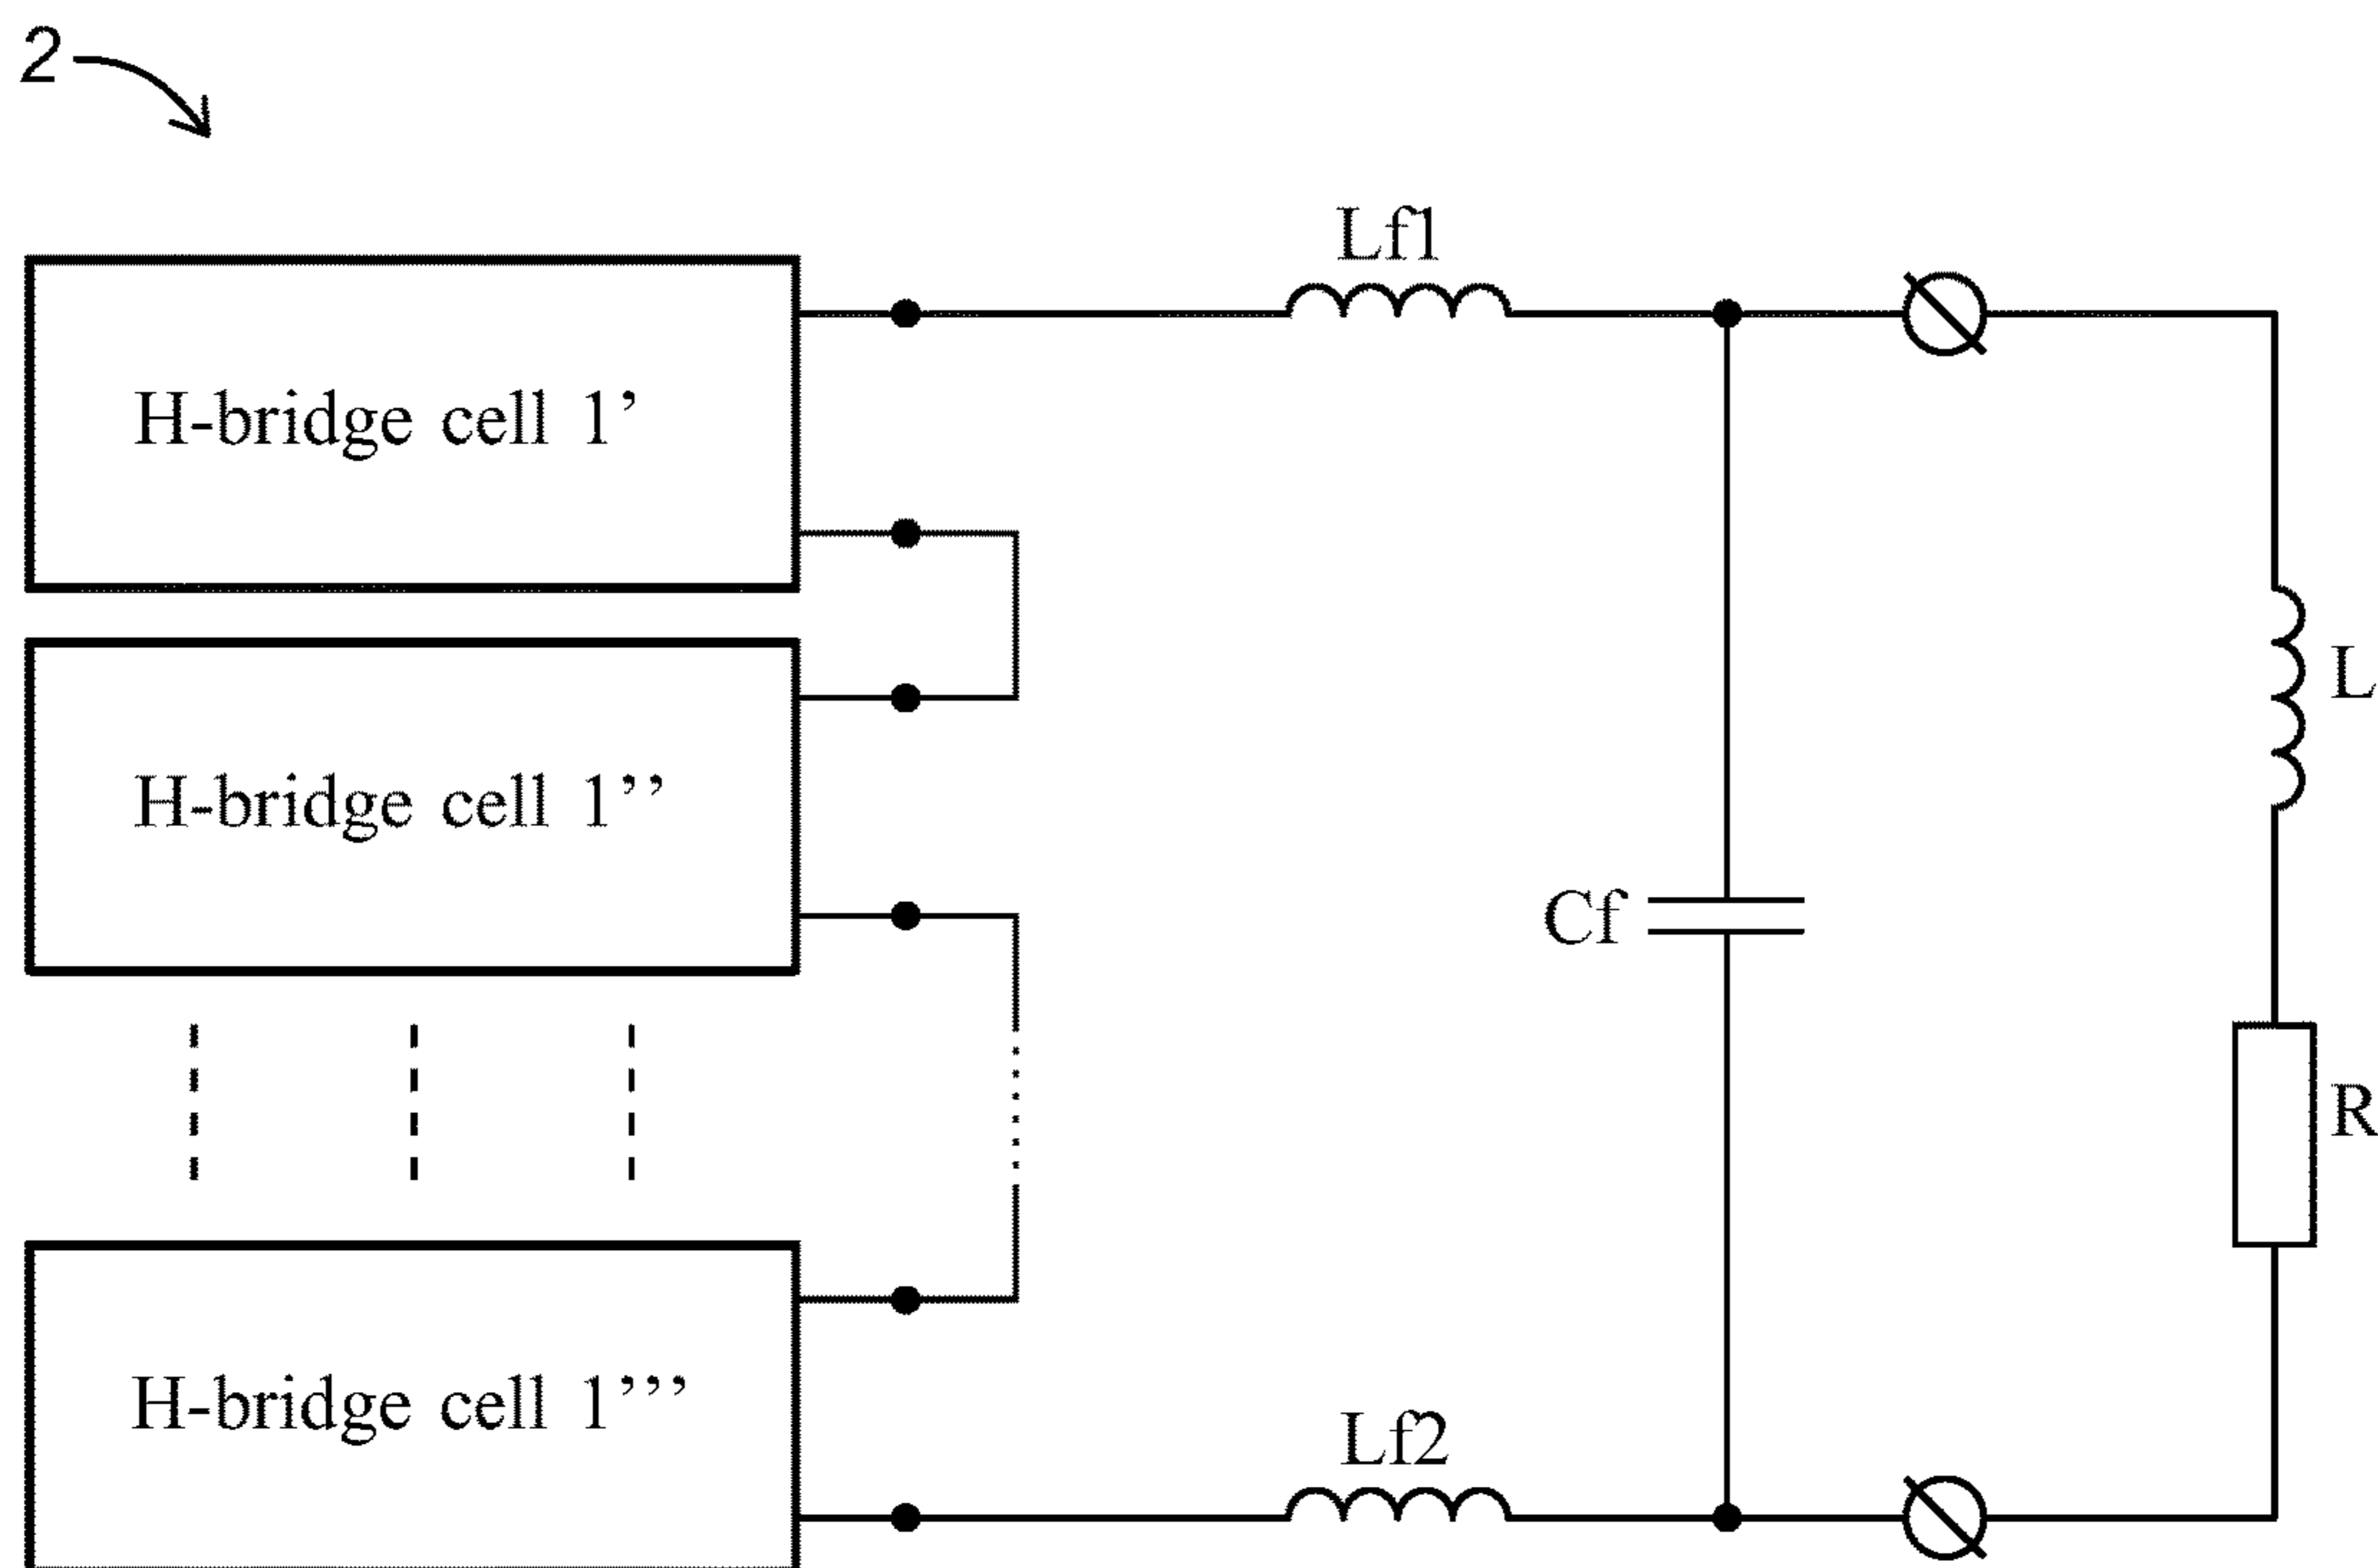 2
Lf1
H-bridge cell 1’
L
H-bridge cell 1’’
Cf
R
H-bridge cell 1’’’
Lf2